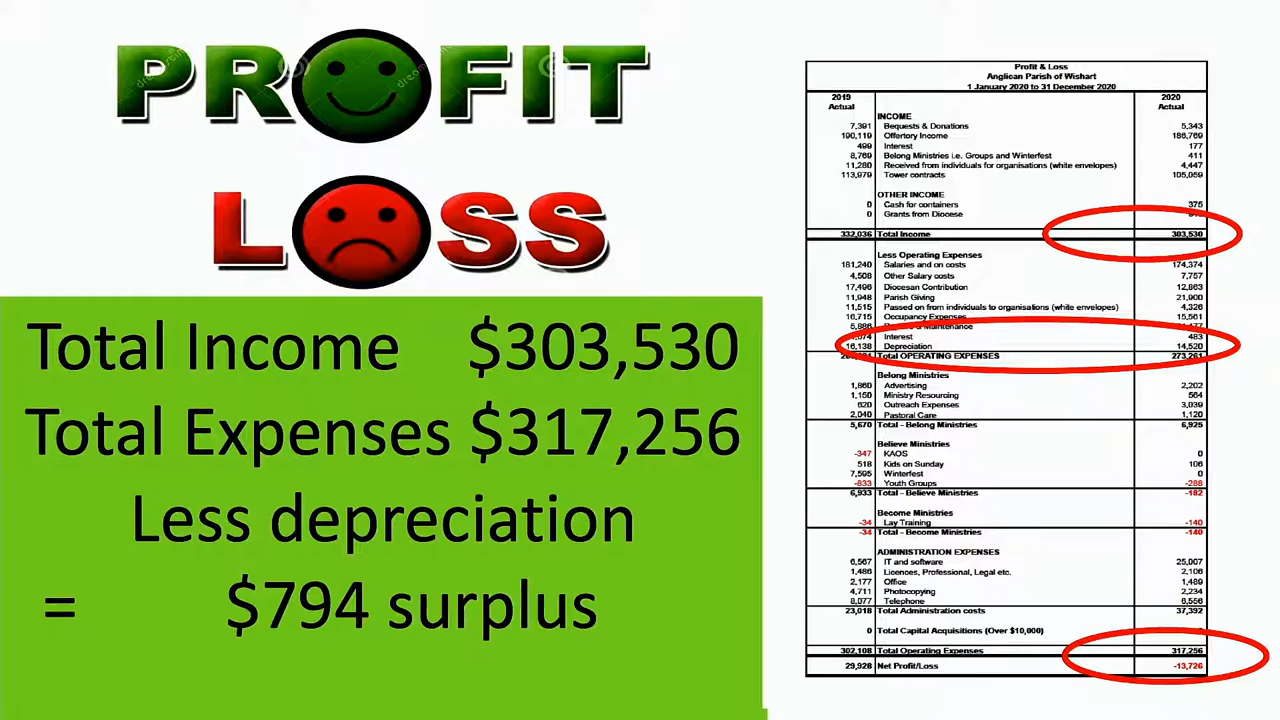 PROFIT
LOSS
Total Income $303,530
Total Expenses $317,256
Less depreciation
= $794 surplus
Profit & Loss
Anglican Parish of Wishart
1 January 2020 to 31 December 2020
2019 2020
Actual Actual
INCOME
7,391 Bequests & Donations 5,343
190,119 Offertory Income 186,769
499 Interest 177
8,769 Belong Ministries i.e. Groups and Winterfest 411
11,280 Received from individuals for organisations (white envelopes) 4,447
113,979 Tower contracts 105,059
OTHER INCOME
0 Cash for containers 375
0 Grants from Diocese
332,036 Total Income 303,530
Less Operating Expenses
181,240 Salaries and on costs 174,374
4,508 Other Salary costs 7,757
17,496 Diocesan Contribution 12,863
11,948 Parish Giving 21,900
11,515 Passed on from individuals to organisations (white envelopes) 4,326
16,715 Occupancy Expenses 15,561
5,886 Maintenance
Interest 483
16,138 Depreciation 14,520
Total OPERATING EXPENSES 273,261
Belong Ministries
1,860 Advertising 2,202
1,150 Ministry Resourcing 564
620 Outreach Expenses 3,039
2,040 Pastoral Care 1,120
5,670 Total - Belong Ministries 6,925
Believe Ministries
-347 KAOS 0
518 Kids on Sunday 106
7,595 Winterfest 0
-833 Youth Groups -288
6,933 Total - Believe Ministries -182
Become Ministries
-34 Lay Training -140
-34 Total - Become Ministries -140
ADMINISTRATION EXPENSES
6,567 IT and software 25,007
1,486 Licences, Professional, Legal etc. 2,106
2,177 Office 1,489
4,711 Photocopying 2,234
8,077 Telephone 6,556
23,018 Total Administration costs 37,392
0 Total Capital Acquisitions (Over $10,000)
302,108 Total Operating Expenses 317,256
29,928 Net Profit/Loss -13,726